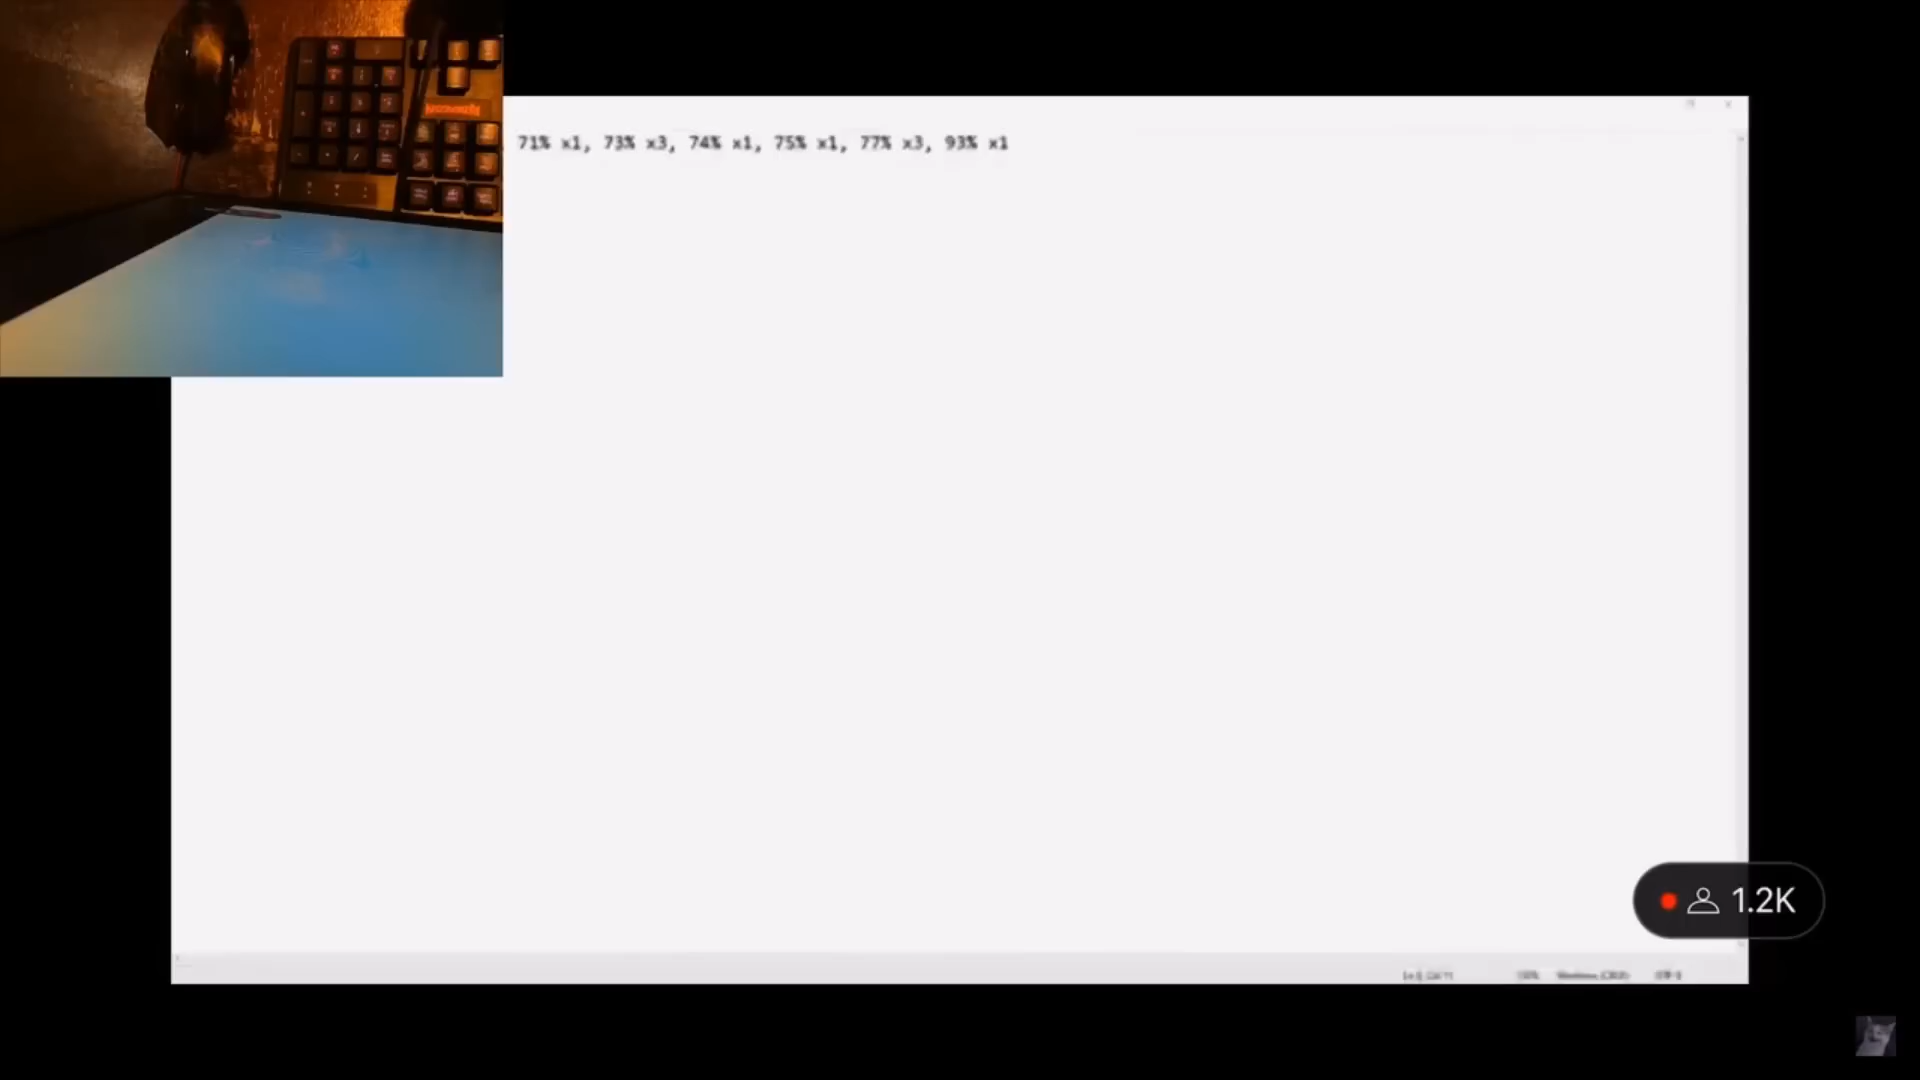 71% x1, 73% x3, 74% x1, 75% x1, 77% x3, 93% x1
1.2K